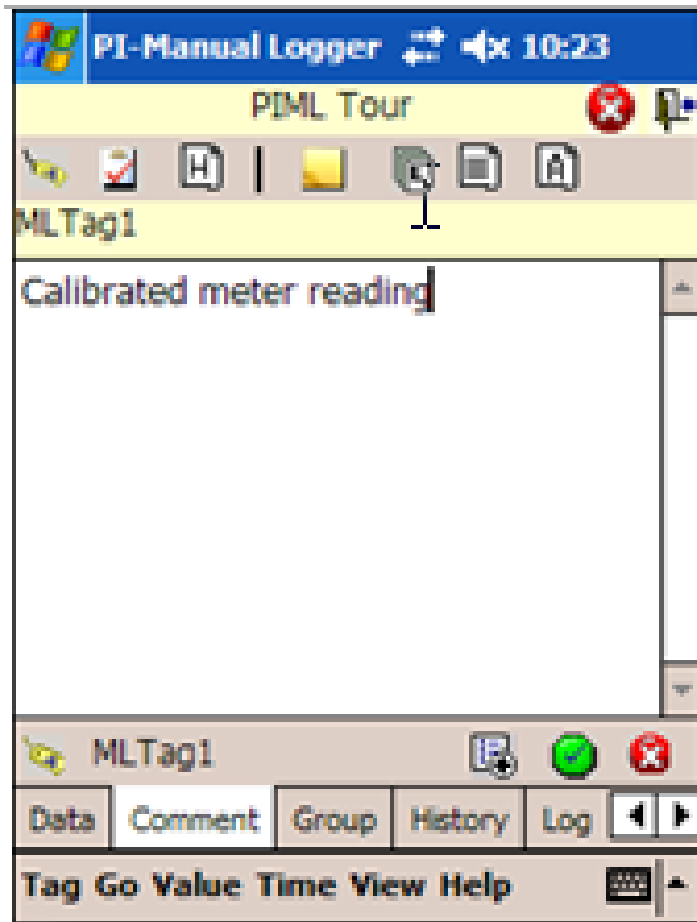 PI-Manual Logger 10:23
PIML Tour
H A
MLTag1
Calibrated meter reading
MLTag1
Data Comment Group History Log
Tag Go Value Time View Help